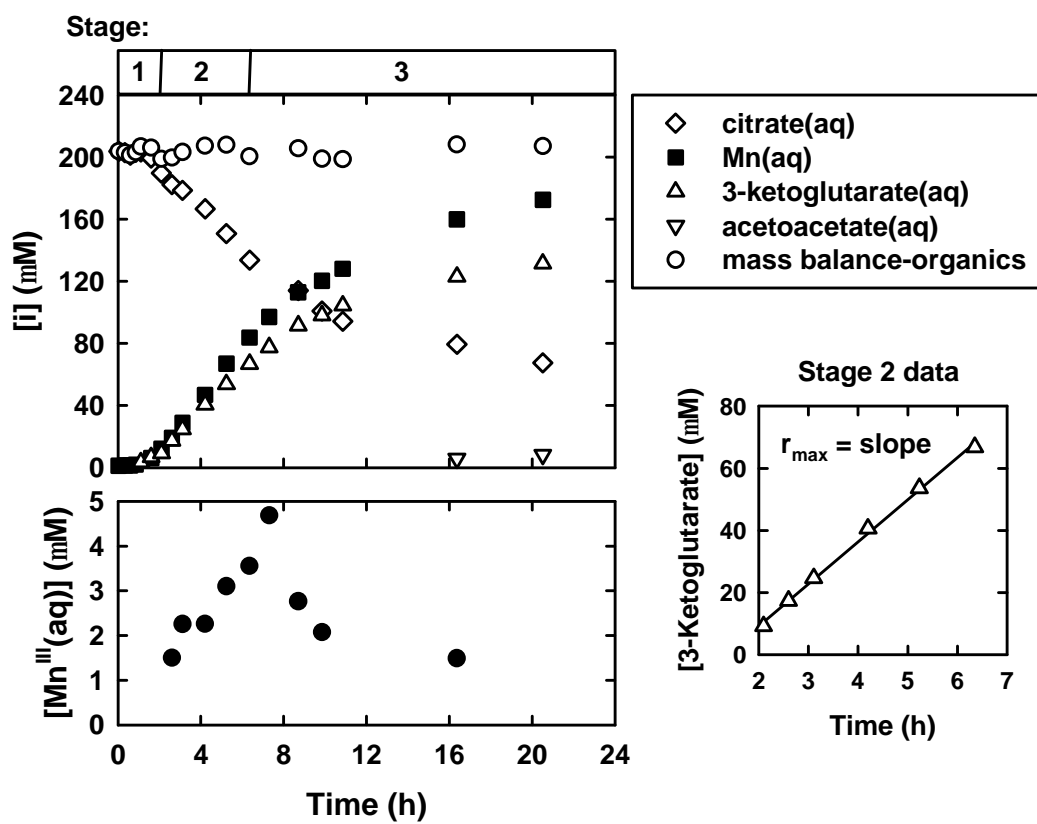 Stage:
1 2 3
240
200
160
120
80
40
0
[i] (mM)
citrate(aq)
Mn(aq)
3-ketoglutarate(aq)
acetoacetate(aq)
mass balance-organics
5
4
3
2
1
0
[Mn^III(aq)] (mM)
0 4 8 12 16 20 24
Time (h)
Stage 2 data
80
60
40
20
0
[3-Ketoglutarate] (mM)
r_max = slope
2 3 4 5 6 7
Time (h)